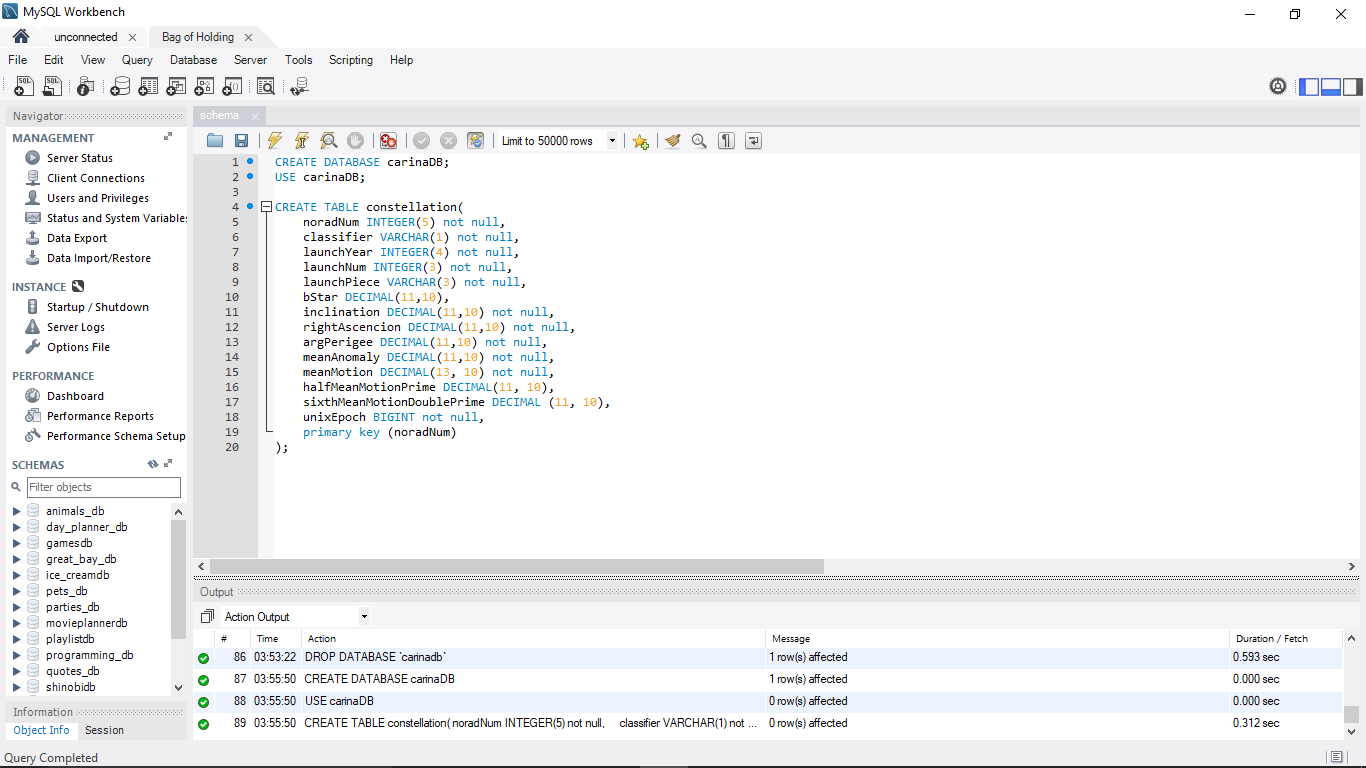 MySQL Workbench
unconnected
Bag of Holding
File Edit View Query Database Server Tools Scripting Help
Navigator
MANAGEMENT
Server Status
Client Connections
Users and Privileges
Status and System Variables
Data Export
Data Import/Restore
INSTANCE
Startup / Shutdown
Server Logs
Options File
PERFORMANCE
Dashboard
Performance Reports
Performance Schema Setup
SCHEMAS
Filter objects
animals_db
day_planner_db
gamesdb
great_bay_db
ice_creamdb
pets_db
parties_db
movieplannerdb
playlistdb
programming_db
quotes_db
shinobidb
Information
Object Info Session
schema
Limit to 50000 rows
1 CREATE DATABASE carinaDB;
2 USE carinaDB;
3
4 CREATE TABLE constellation(
5 noradNum INTEGER(5) not null,
6 classifier VARCHAR(1) not null,
7 launchYear INTEGER(4) not null,
8 launchNum INTEGER(3) not null,
9 launchPiece VARCHAR(3) not null,
10 bStar DECIMAL(11,10),
11 inclination DECIMAL(11,10) not null,
12 rightAscencion DECIMAL(11,10) not null,
13 argPerigee DECIMAL(11,10) not null,
14 meanAnomaly DECIMAL(11,10) not null,
15 meanMotion DECIMAL(13, 10) not null,
16 halfMeanMotionPrime DECIMAL(11, 10),
17 sixthMeanMotionDoublePrime DECIMAL (11, 10),
18 unixEpoch BIGINT not null,
19 primary key (noradNum)
20 );
Output
Action Output
# Time Action Message Duration / Fetch
86 03:53:22 DROP DATABASE `carinadb` 1 row(s) affected 0.593 sec
87 03:55:50 CREATE DATABASE carinaDB 1 row(s) affected 0.000 sec
88 03:55:50 USE carinaDB 0 row(s) affected 0.000 sec
89 03:55:50 CREATE TABLE constellation( noradNum INTEGER(5) not null, classifier VARCHAR(1) not ... 0 row(s) affected 0.312 sec
Query Completed